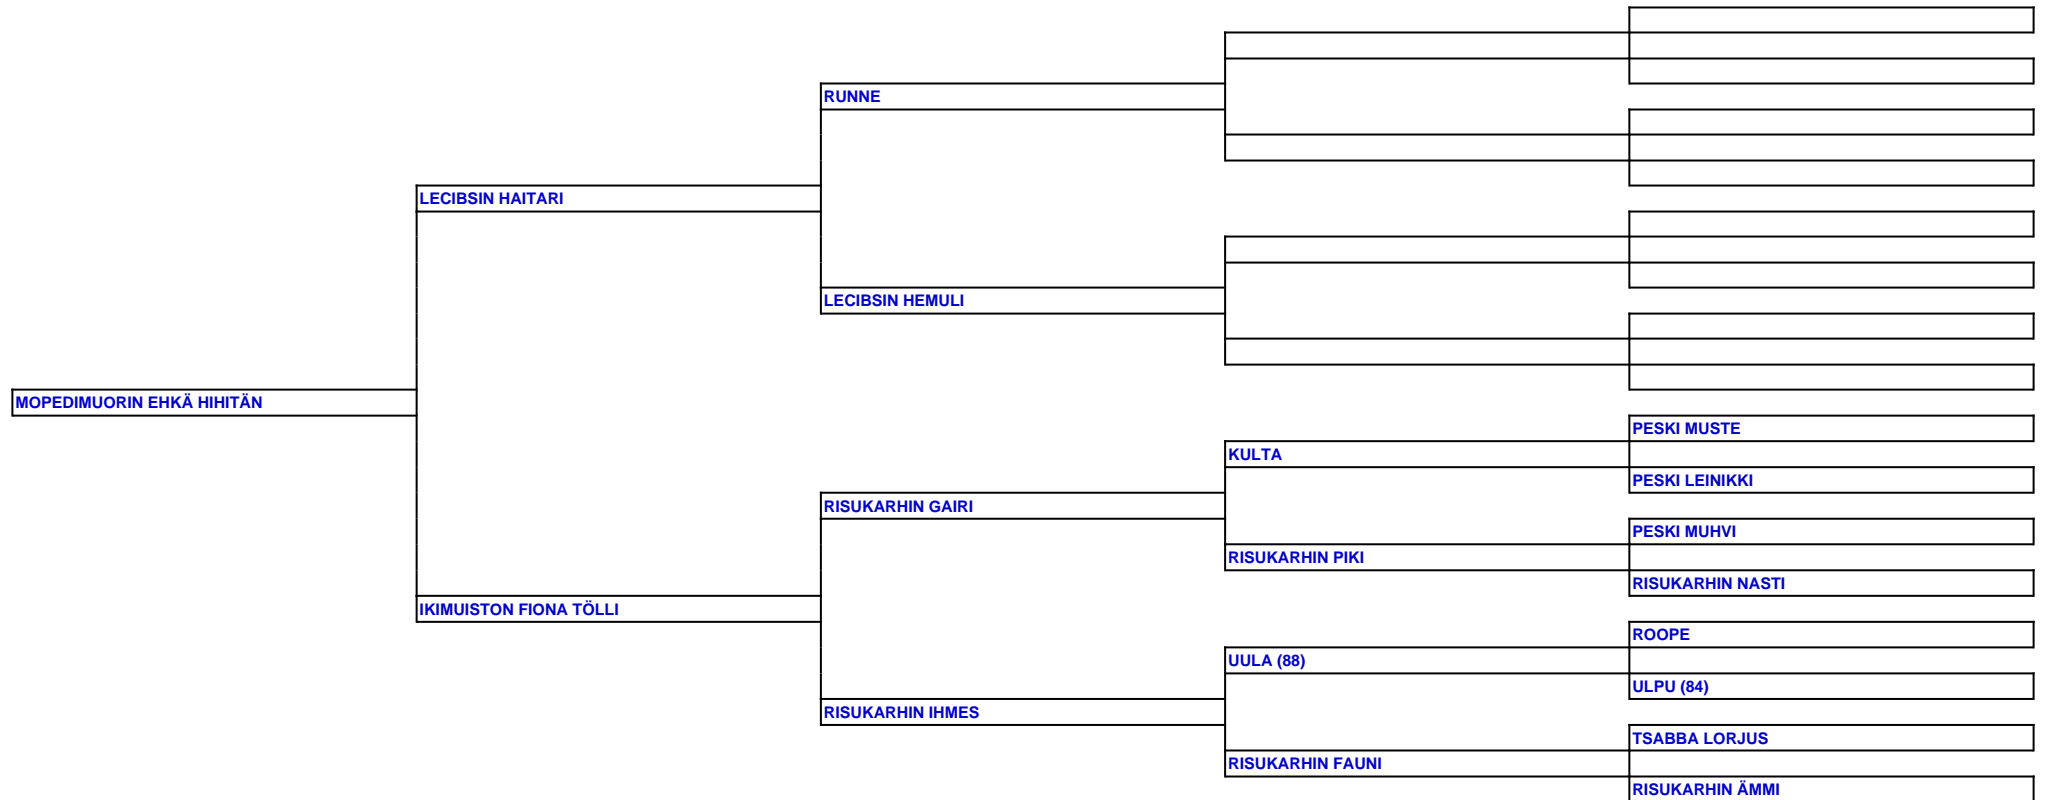 RUNNE
LECIBSIN HAITARI
LECIBSIN HEMULI
MOPEDIMUORIN EHKÄ HIHITÄN
PESKI MUSTE
KULTA
PESKI LEINIKKI
RISUKARHIN GAIRI
PESKI MUHVI
RISUKARHIN PIKI
RISUKARHIN NASTI
IKIMUISTON FIONA TÖLLI
ROOPE
UULA (88)
ULPU (84)
RISUKARHIN IHMES
TSABBA LORJUS
RISUKARHIN FAUNI
RISUKARHIN ÄMMI